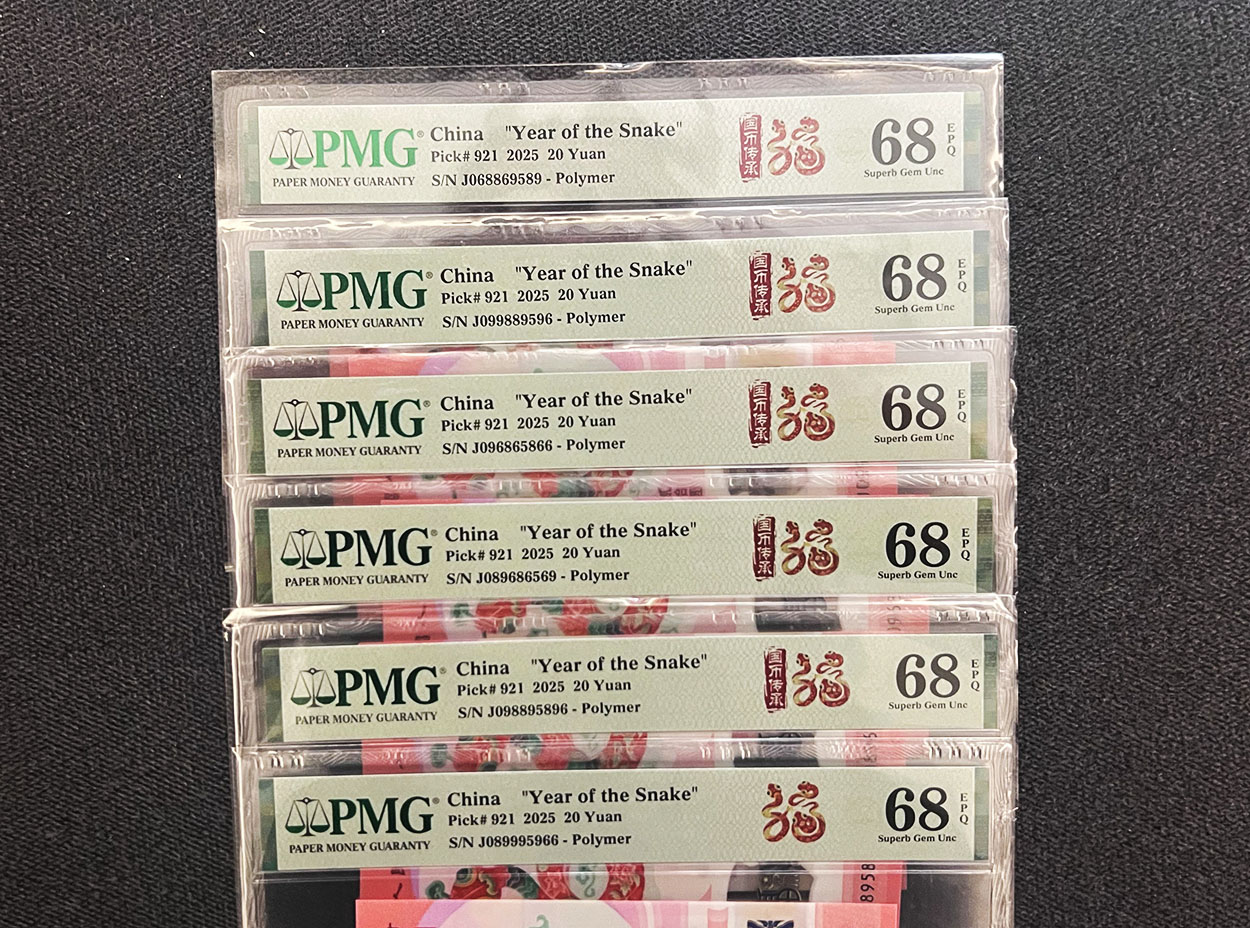 PMG® China "Year of the Snake" 国币传承 68 EPQ
Pick# 921 2025 20 Yuan
PAPER MONEY GUARANTY S/N J068869589 - Polymer Superb Gem Unc
PMG® China "Year of the Snake" 国币传承 68 EPQ
Pick# 921 2025 20 Yuan
PAPER MONEY GUARANTY S/N J099889596 - Polymer Superb Gem Unc
PMG® China "Year of the Snake" 国币传承 68 EPQ
Pick# 921 2025 20 Yuan
PAPER MONEY GUARANTY S/N J096865866 - Polymer Superb Gem Unc
PMG® China "Year of the Snake" 国币传承 68 EPQ
Pick# 921 2025 20 Yuan
PAPER MONEY GUARANTY S/N J089686569 - Polymer Superb Gem Unc
PMG® China "Year of the Snake" 国币传承 68 EPQ
Pick# 921 2025 20 Yuan
PAPER MONEY GUARANTY S/N J098895896 - Polymer Superb Gem Unc
PMG® China "Year of the Snake" 68 EPQ
Pick# 921 2025 20 Yuan
PAPER MONEY GUARANTY S/N J089995966 - Polymer Superb Gem Unc
8958